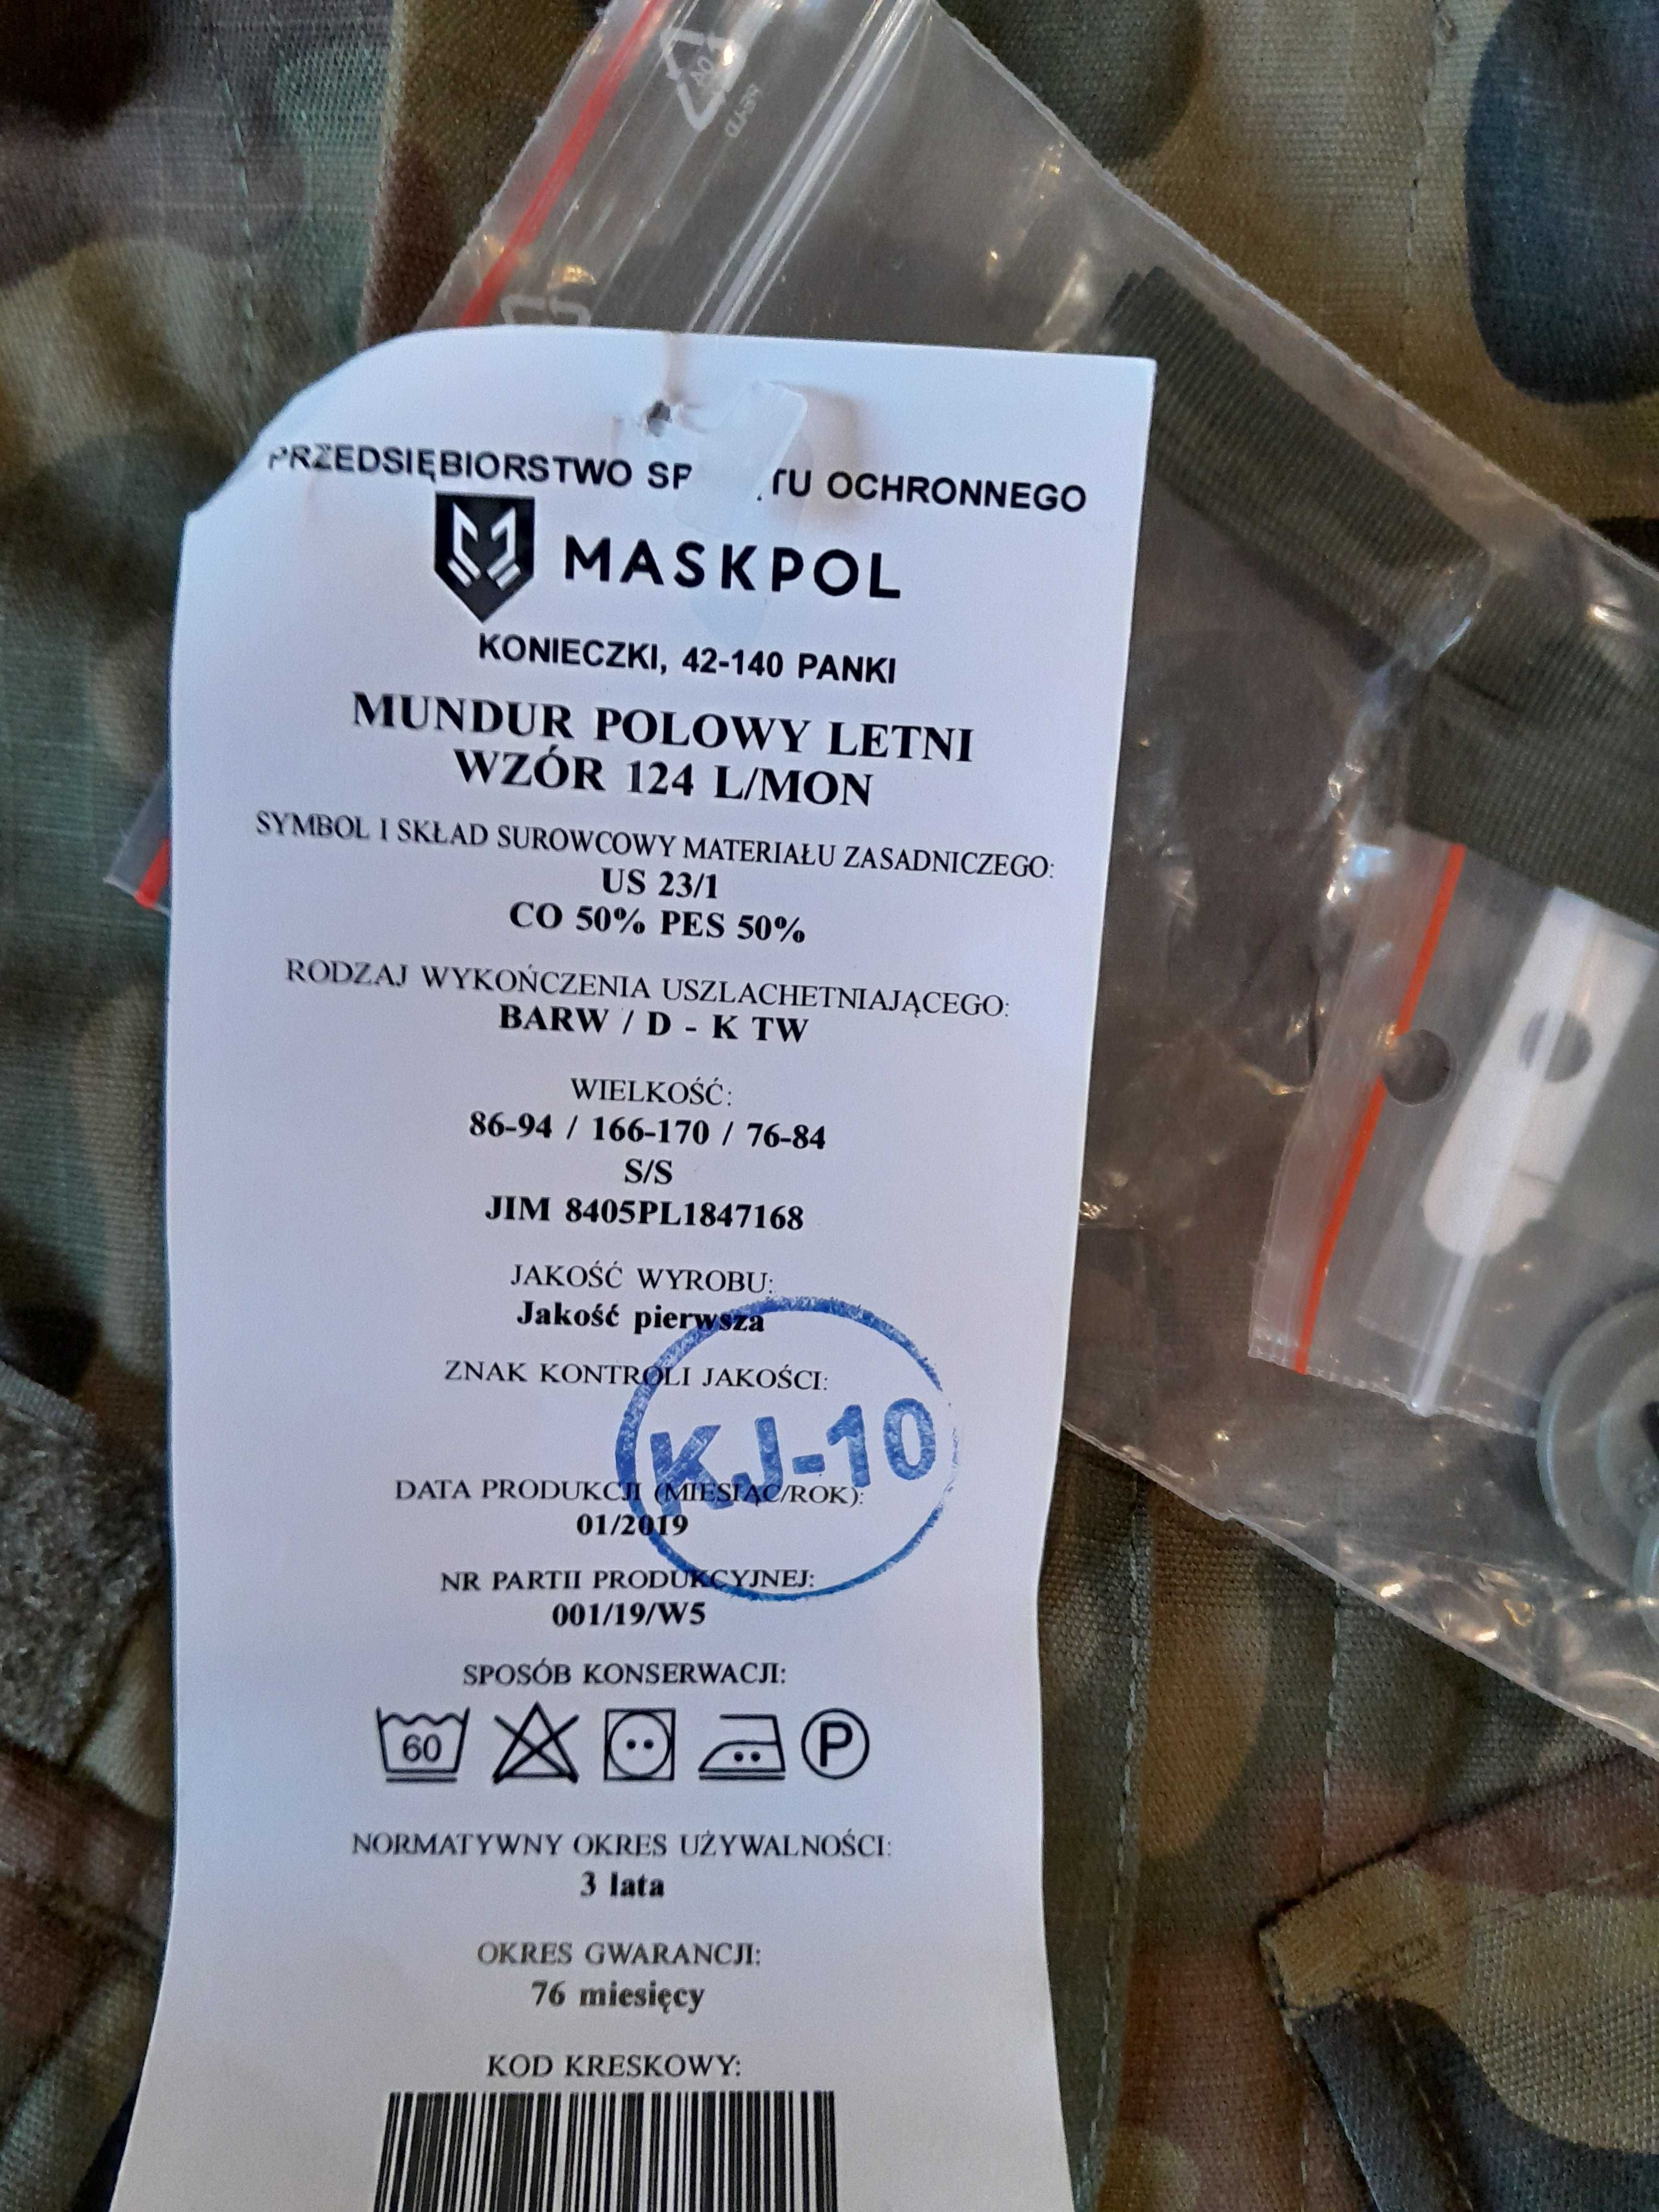 PRZEDSIĘBIORSTWO OCHRONNEGO
MASKPOL
KONIECZKI, 42-140 PANKI
MUNDUR POLOWY LETNI
WZÓR 124 L/MON
SYMBOL I SKŁAD SUROWCOWY MATERIAŁU ZASADNICZEGO:
US 23/1
CO 50% PES 50%
RODZAJ WYKOŃCZENIA USZLACHETNIAJĄCEGO:
BARW / D - K TW
WIELKOŚĆ:
86-94 / 166-170 / 76-84
S/S
JIM 8405PL1847168
JAKOŚĆ WYROBU:
Jakość pierwsza
ZNAK KONTROLI JAKOŚCI:
KJ-10
DATA PRODUKCJI (MIESIĄC/ROK):
01/2019
NR PARTII PRODUKCYJNEJ:
001/19/W5
SPOSÓB KONSERWACJI:
60 P
NORMATYWNY OKRES UŻYWALNOŚCI:
3 lata
OKRES GWARANCJI:
76 miesięcy
KOD KRESKOWY: